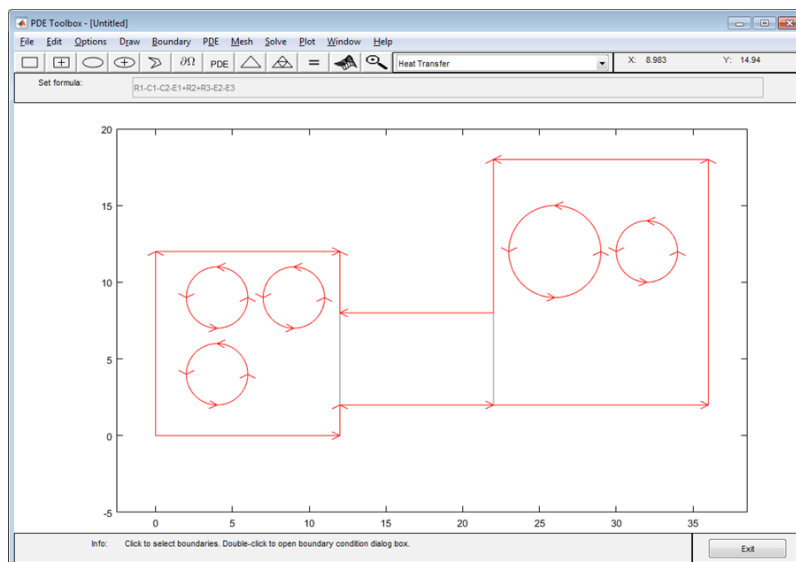 PDE Toolbox - [Untitled]
File Edit Options Draw Boundary PDE Mesh Solve Plot Window Help
∂Ω PDE = Heat Transfer X: 8.983 Y: 14.94
Set formula: R1-C1-C2-E1+R2+R3-E2-E3
20
15
10
5
0
-5
0 5 10 15 20 25 30 35
Info: Click to select boundaries. Double-click to open boundary condition dialog box. Exit